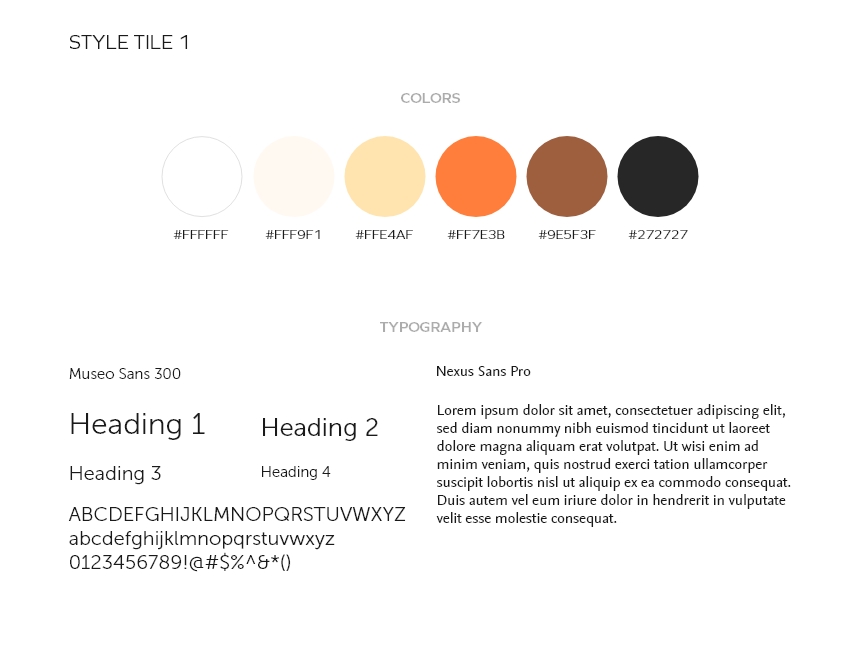 STYLE TILE 1
COLORS
#FFFFFF
#FFF9F1
#FFE4AF
#FF7E3B
#9E5F3F
#272727
TYPOGRAPHY
Museo Sans 300
Heading 1
Heading 2
Heading 3
Heading 4
ABCDEFGHIJKLMNOPQRSTUVWXYZ
abcdefghijklmnopqrstuvwxyz
0123456789!@#$%^&*()
Nexus Sans Pro
Lorem ipsum dolor sit amet, consectetuer adipiscing elit,
sed diam nonummy nibh euismod tincidunt ut laoreet
dolore magna aliquam erat volutpat. Ut wisi enim ad
minim veniam, quis nostrud exerci tation ullamcorper
suscipit lobortis nisl ut aliquip ex ea commodo consequat.
Duis autem vel eum iriure dolor in hendrerit in vulputate
velit esse molestie consequat.